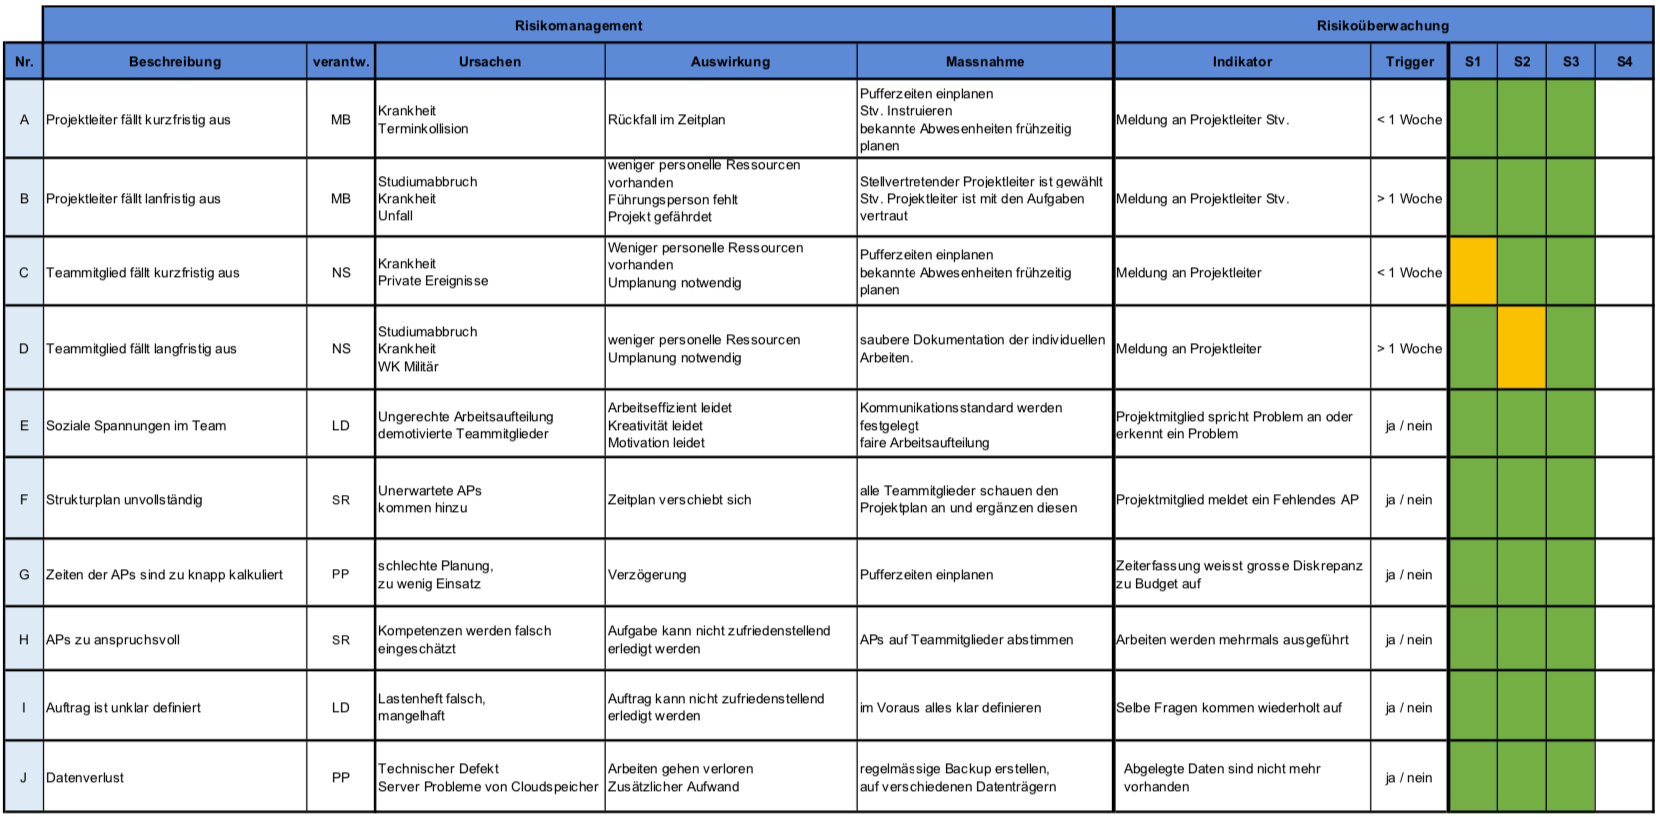 Risikomanagement Risikoüberwachung
Nr. Beschreibung verantw. Ursachen Auswirkung Massnahme Indikator Trigger S1 S2 S3 S4
A
Projektleiter fällt kurzfristig aus
MB
Krankheit
Terminkollision
Rückfall im Zeitplan
Pufferzeiten einplanen
Stv. Instruieren
bekannte Abwesenheiten frühzeitig
planen
Meldung an Projektleiter Stv.
< 1 Woche
B
Projektleiter fällt lanfristig aus
MB
Studiumabbruch
Krankheit
Unfall
weniger personelle Ressourcen
vorhanden
Führungsperson fehlt
Projekt gefährdet
Stellvertretender Projektleiter ist gewählt
Stv. Projektleiter ist mit den Aufgaben
vertraut
Meldung an Projektleiter Stv.
> 1 Woche
C
Teammitglied fällt kurzfristig aus
NS
Krankheit
Private Ereignisse
Weniger personelle Ressourcen
vorhanden
Umplanung notwendig
Pufferzeiten einplanen
bekannte Abwesenheiten frühzeitig
planen
Meldung an Projektleiter
< 1 Woche
D
Teammitglied fällt langfristig aus
NS
Studiumabbruch
Krankheit
WK Militär
weniger personelle Ressourcen
Umplanung notwendig
saubere Dokumentation der individuellen
Arbeiten.
Meldung an Projektleiter
> 1 Woche
E
Soziale Spannungen im Team
LD
Ungerechte Arbeitsaufteilung
demotivierte Teammitglieder
Arbeitseffizient leidet
Kreativität leidet
Motivation leidet
Kommunikationsstandard werden
festgelegt
faire Arbeitsaufteilung
Projektmitglied spricht Problem an oder
erkennt ein Problem
ja / nein
F
Strukturplan unvollständig
SR
Unerwartete APs
kommen hinzu
Zeitplan verschiebt sich
alle Teammitglieder schauen den
Projektplan an und ergänzen diesen
Projektmitglied meldet ein Fehlendes AP
ja / nein
G
Zeiten der APs sind zu knapp kalkuliert
PP
schlechte Planung,
zu wenig Einsatz
Verzögerung
Pufferzeiten einplanen
Zeiterfassung weisst grosse Diskrepanz
zu Budget auf
ja / nein
H
APs zu anspruchsvoll
SR
Kompetenzen werden falsch
eingeschätzt
Aufgabe kann nicht zufriedenstellend
erledigt werden
APs auf Teammitglieder abstimmen
Arbeiten werden mehrmals ausgeführt
ja / nein
I
Auftrag ist unklar definiert
LD
Lastenheft falsch,
mangelhaft
Auftrag kann nicht zufriedenstellend
erledigt werden
im Voraus alles klar definieren
Selbe Fragen kommen wiederholt auf
ja / nein
J
Datenverlust
PP
Technischer Defekt
Server Probleme von Cloudspeicher
Arbeiten gehen verloren
Zusätzlicher Aufwand
regelmässige Backup erstellen,
auf verschiedenen Datenträgern
Abgelegte Daten sind nicht mehr
vorhanden
ja / nein